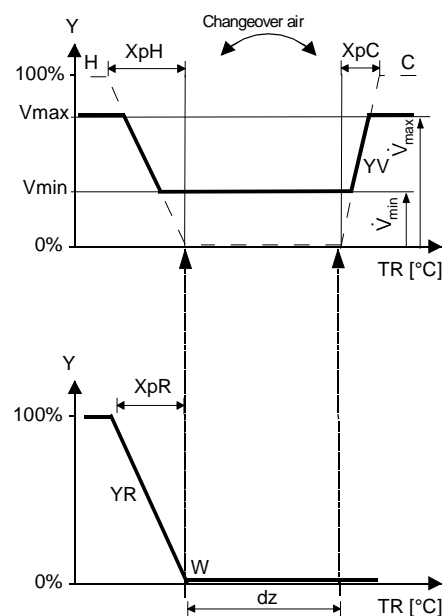 Changeover air
Y
H XpH XpC C
100%
Vmax
V̇max
YV
Vmin
V̇min
0%
TR [°C]
Y
XpR
100%
YR
W
0%
dz
TR [°C]